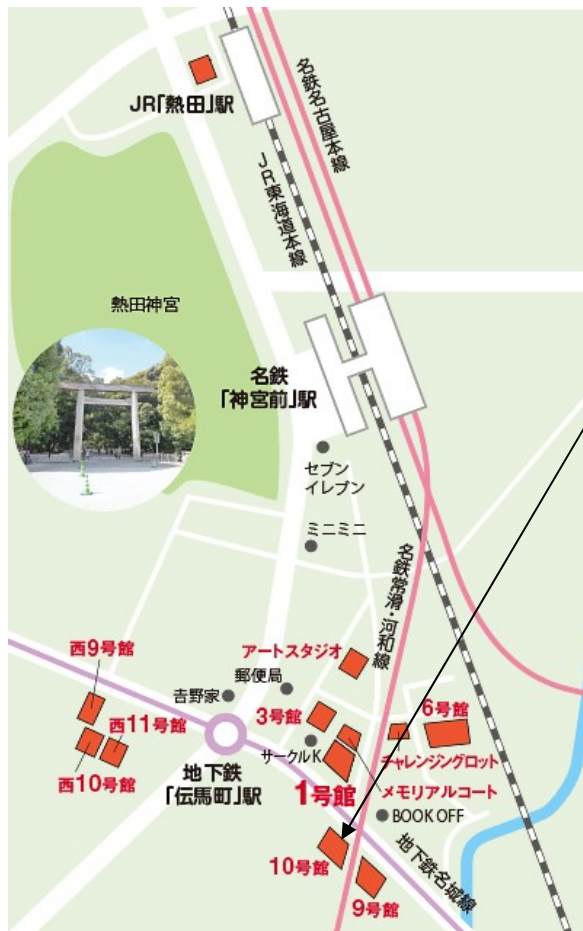 JR「熱田」駅
名鉄名古屋本線
JR東海道本線
熱田神宮
名鉄
「神宮前」駅
セブン
イレブン
ミニミニ
名鉄常滑・河和線
アートスタジオ
西9号館
郵便局
吉野家
3号館
6号館
西11号館
サークルK
チャレンジングロット
西10号館
地下鉄
「伝馬町」駅
1号館
メモリアルコート
BOOK OFF
10号館
地下鉄名城線
9号館